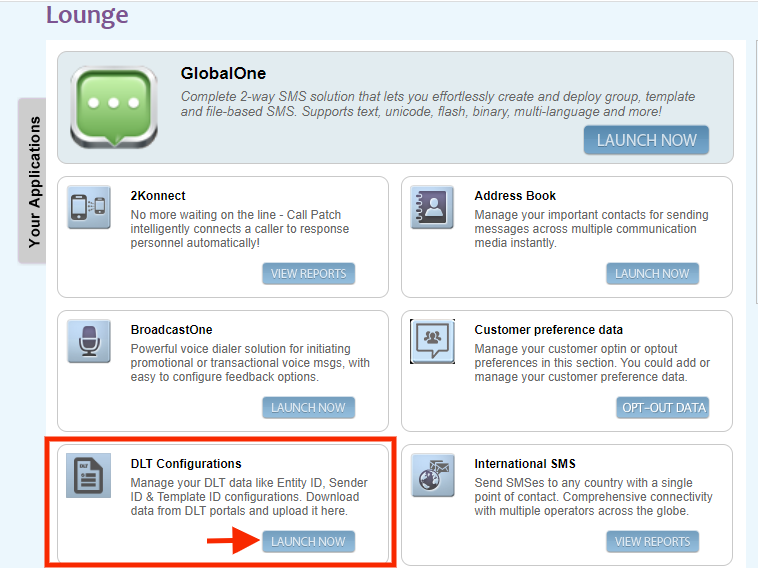 Lounge
Your Applications
GlobalOne
Complete 2-way SMS solution that lets you effortlessly create and deploy group, template
and file-based SMS. Supports text, unicode, flash, binary, multi-language and more!
LAUNCH NOW
2Konnect
No more waiting on the line - Call Patch
intelligently connects a caller to response
personnel automatically!
VIEW REPORTS
Address Book
Manage your important contacts for sending
messages across multiple communication
media instantly.
LAUNCH NOW
BroadcastOne
Powerful voice dialer solution for initiating
promotional or transactional voice msgs, with
easy to configure feedback options.
LAUNCH NOW
Customer preference data
Manage your customer optin or optout
preferences in this section. You could add or
manage your customer preference data.
OPT-OUT DATA
DLT
DLT Configurations
Manage your DLT data like Entity ID, Sender
ID & Template ID configurations. Download
data from DLT portals and upload it here.
LAUNCH NOW
International SMS
Send SMSes to any country with a single
point of contact. Comprehensive connectivity
with multiple operators across the globe.
VIEW REPORTS